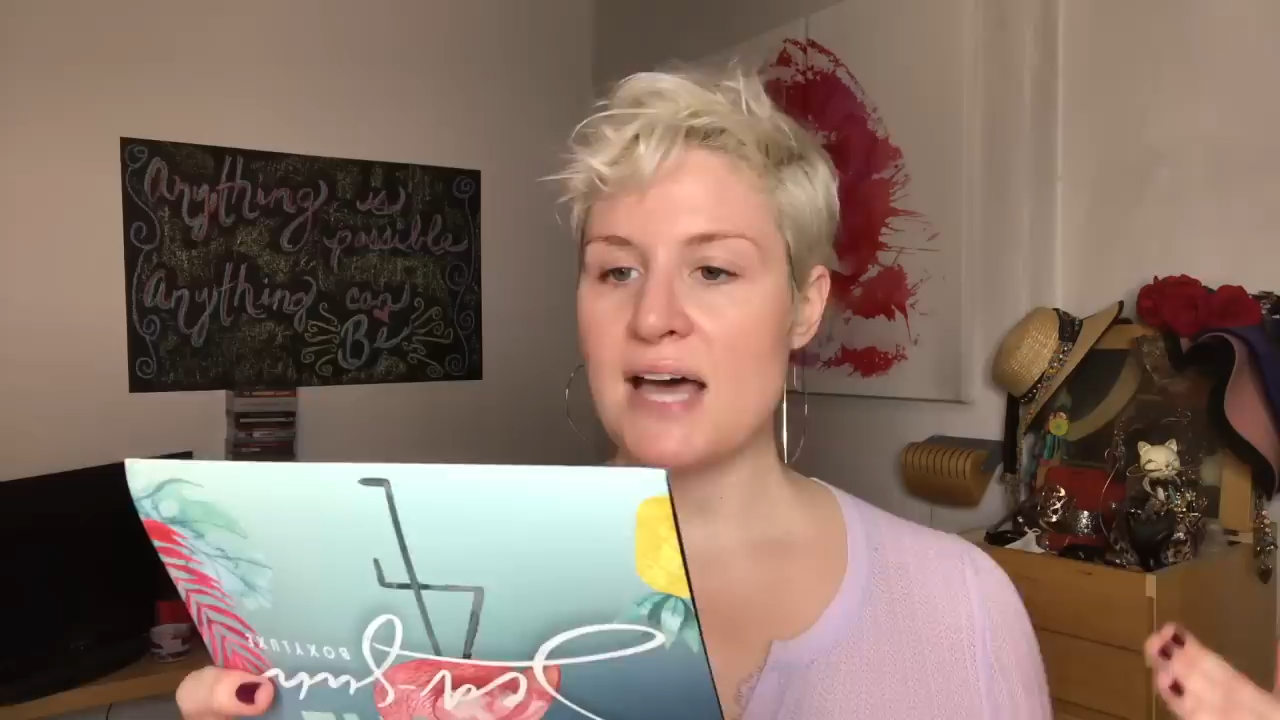 Anything is
possible
Anything can
Be
BOXYLUXE